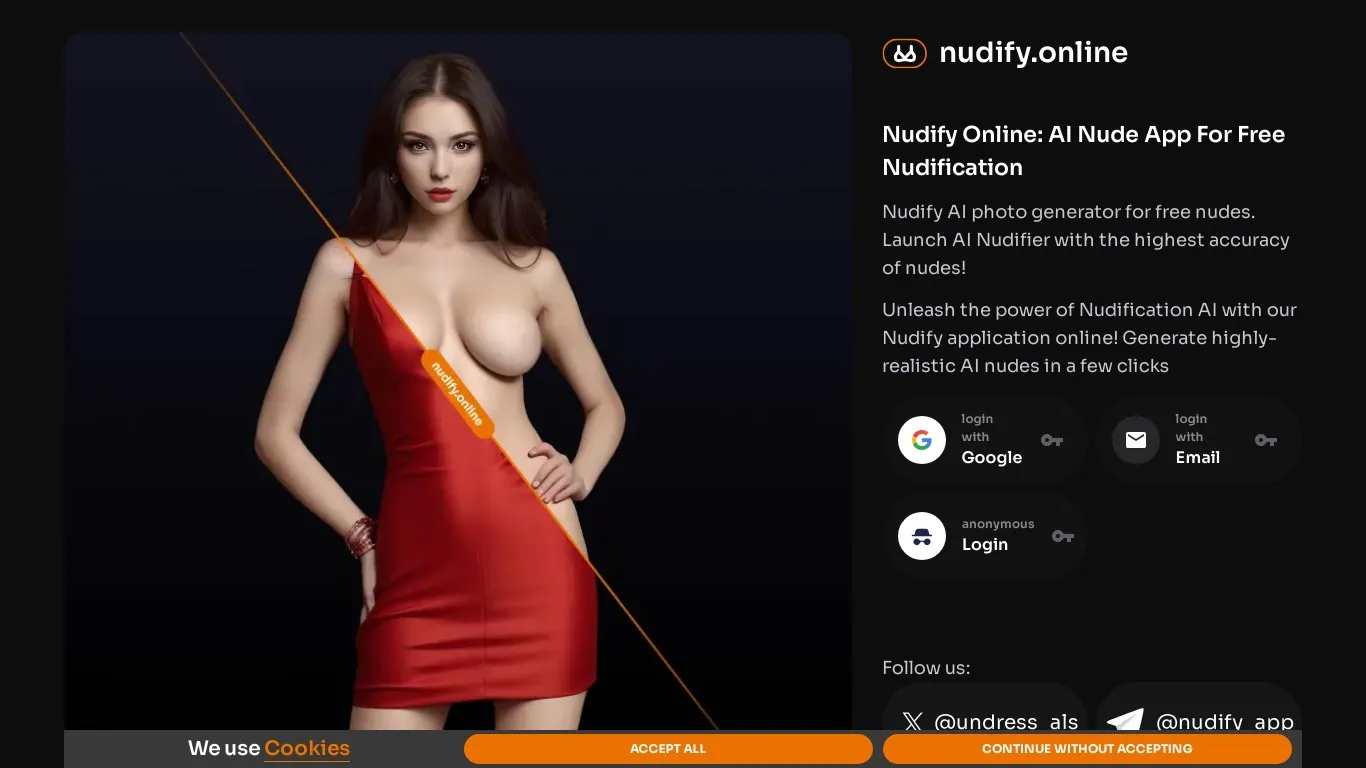 nudify.online
Nudify Online: AI Nude App For Free
Nudification
Nudify AI photo generator for free nudes.
Launch AI Nudifier with the highest accuracy
of nudes!
Unleash the power of Nudification AI with our
Nudify application online! Generate highly-
realistic AI nudes in a few clicks
nudify.online
login
with
Google
login
with
Email
anonymous
Login
Follow us:
@undress_als
@nudify_app
We use Cookies
ACCEPT ALL
CONTINUE WITHOUT ACCEPTING